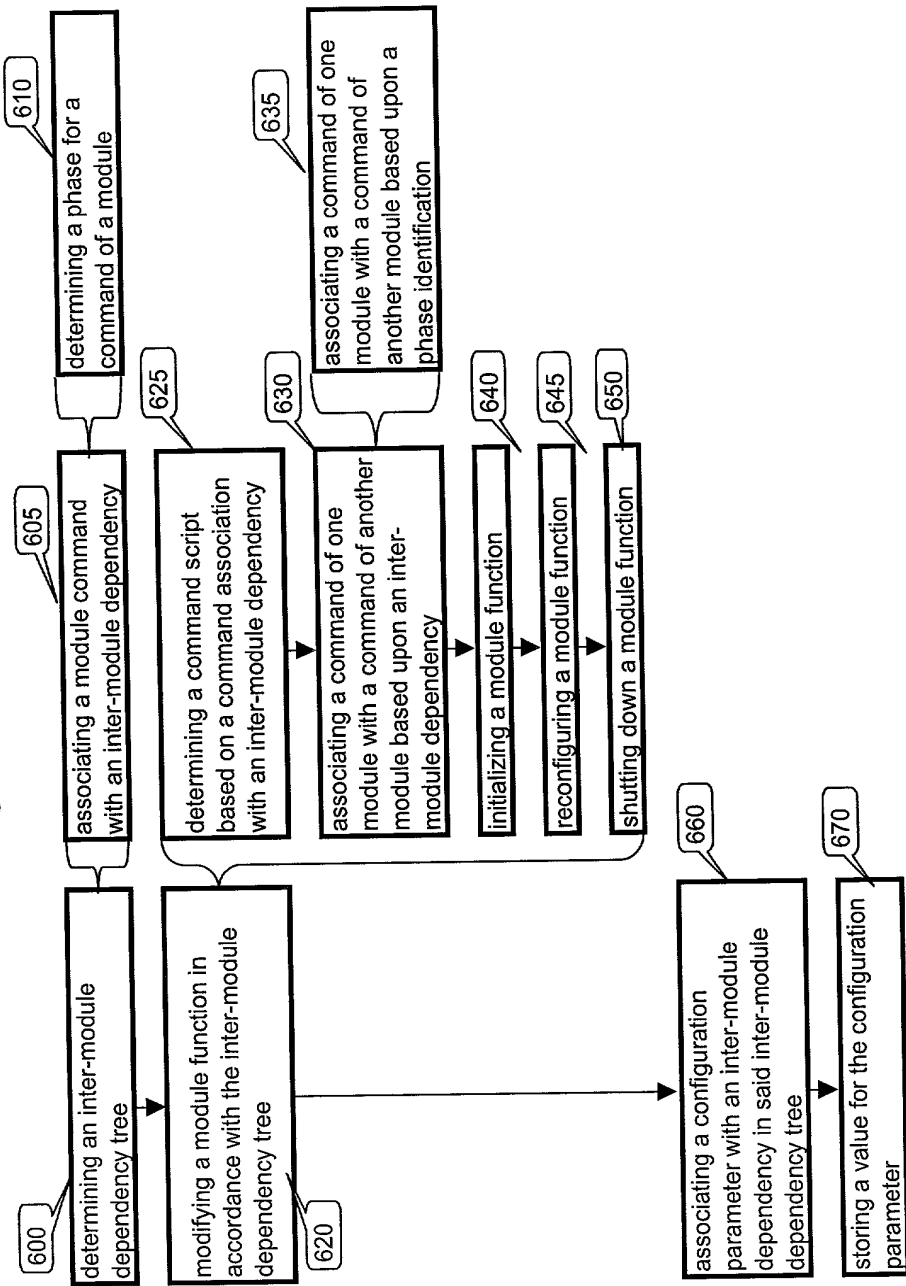 600
determining an inter-module
dependency tree
605
associating a module command
with an inter-module dependency
610
determining a phase for a
command of a module
modifying a module function in
accordance with the inter-module
dependency tree
620
625
determining a command script
based on a command association
with an inter-module dependency
630
associating a command of one
module with a command of another
module based upon an inter-
module dependency
635
associating a command of one
module with a command of
another module based upon a
phase identification
640
initializing a module function
645
reconfiguring a module function
650
shutting down a module function
660
associating a configuration
parameter with an inter-module
dependency in said inter-module
dependency tree
670
storing a value for the configuration
parameter